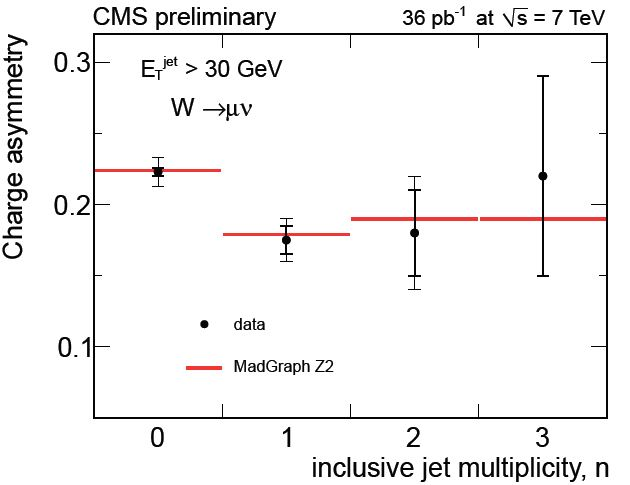 CMS preliminary 36 pb⁻¹ at √s = 7 TeV
E_T^jet > 30 GeV
W →μν
Charge asymmetry
0.3
0.2
0.1
data
MadGraph Z2
0 1 2 3
inclusive jet multiplicity, n